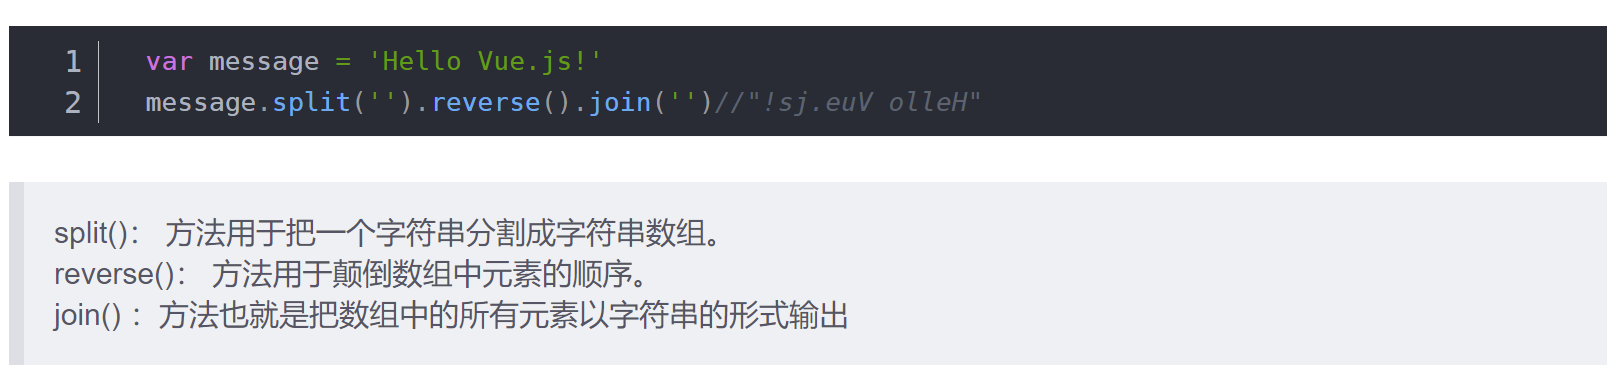 1 var message = 'Hello Vue.js!'
2 message.split('').reverse().join('')//"!sj.euV olleH"
split()： 方法用于把一个字符串分割成字符串数组。
reverse()： 方法用于颠倒数组中元素的顺序。
join() ：方法也就是把数组中的所有元素以字符串的形式输出